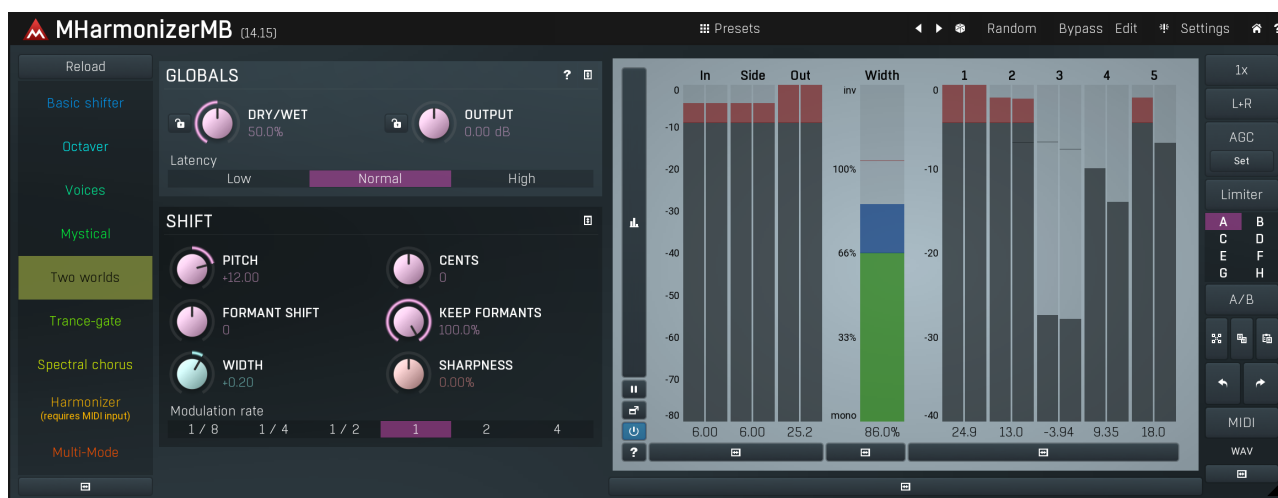 MHarmonizerMB (14.15)
Presets
Random
Bypass
Edit
Settings
?
Reload
Basic shifter
Octaver
Voices
Mystical
Two worlds
Trance-gate
Spectral chorus
Harmonizer
(requires MIDI input)
Multi-Mode
GLOBALS
?
DRY/WET
50.0%
OUTPUT
0.00 dB
Latency
Low Normal High
SHIFT
PITCH
+12.00
CENTS
0
FORMANT SHIFT
0
KEEP FORMANTS
100.0%
WIDTH
+0.20
SHARPNESS
0.00%
Modulation rate
1 / 8 1 / 4 1 / 2 1 2 4
?
In Side Out Width 1 2 3 4 5
0
-10
-20
-30
-40
-50
-60
-70
-80
inv
100%
66%
33%
mono
0
-10
-20
-30
-40
6.00 6.00 25.2 86.0% 24.9 13.0 -3.94 9.35 18.0
1x
L+R
AGC
Set
Limiter
A B
C D
E F
G H
A/B
MIDI
WAV